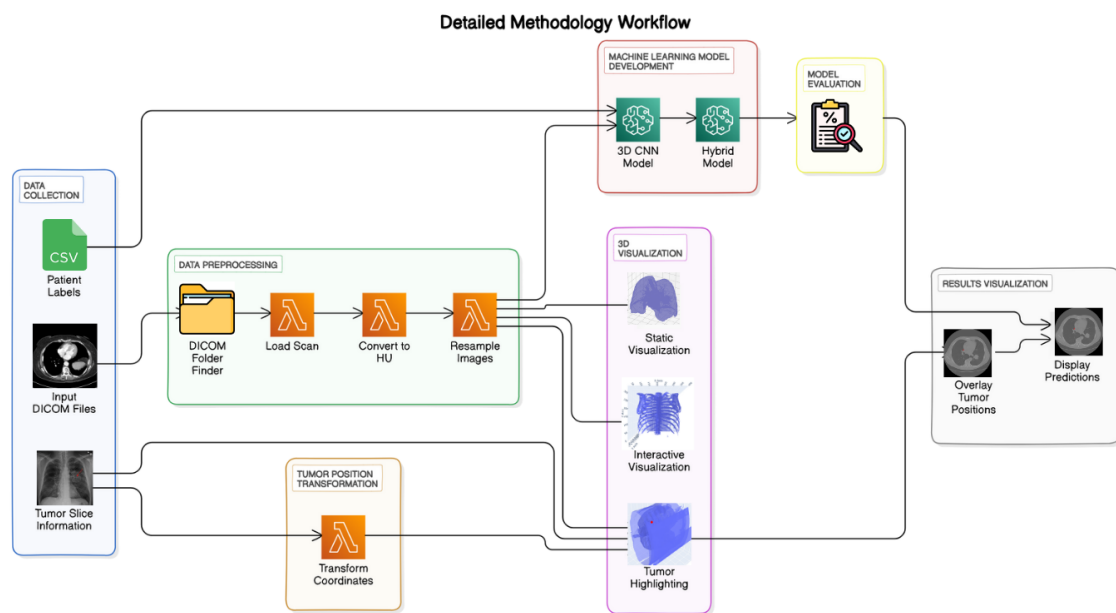 Detailed Methodology Workflow
MACHINE LEARNING MODEL
DEVELOPMENT
3D CNN
Model
Hybrid
Model
MODEL
EVALUATION
%
DATA
COLLECTION
CSV
Patient
Labels
Input
DICOM Files
Tumor Slice
Information
DATA PREPROCESSING
DICOM
Folder
Finder
Load Scan
Convert to
HU
Resample
Images
TUMOR POSITION
TRANSFORMATION
Transform
Coordinates
3D
VISUALIZATION
Static
Visualization
Interactive
Visualization
Tumor
Highlighting
RESULTS VISUALIZATION
Overlay
Tumor
Positions
Display
Predictions